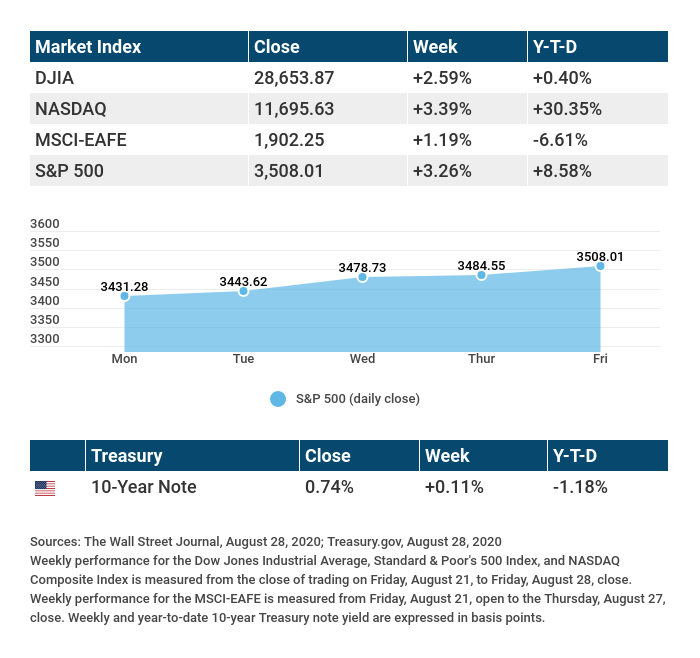 Market Index Close Week Y-T-D
DJIA 28,653.87 +2.59% +0.40%
NASDAQ 11,695.63 +3.39% +30.35%
MSCI-EAFE 1,902.25 +1.19% -6.61%
S&P 500 3,508.01 +3.26% +8.58%
3600
3550
3500
3450
3400
3350
3300
3431.28 3443.62 3478.73 3484.55 3508.01
Mon Tue Wed Thur Fri
S&P 500 (daily close)
Treasury Close Week Y-T-D
10-Year Note 0.74% +0.11% -1.18%
Sources: The Wall Street Journal, August 28, 2020; Treasury.gov, August 28, 2020
Weekly performance for the Dow Jones Industrial Average, Standard & Poor's 500 Index, and NASDAQ
Composite Index is measured from the close of trading on Friday, August 21, to Friday, August 28, close.
Weekly performance for the MSCI-EAFE is measured from Friday, August 21, open to the Thursday, August 27,
close. Weekly and year-to-date 10-year Treasury note yield are expressed in basis points.